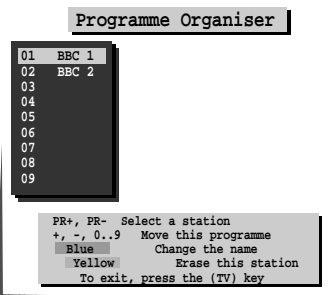 Programme Organiser
01 BBC 1
02 BBC 2
03
04
05
06
07
08
09
PR+, PR- Select a station
+, -, 0..9 Move this programme
Blue Change the name
Yellow Erase this station
To exit, press the (TV) key